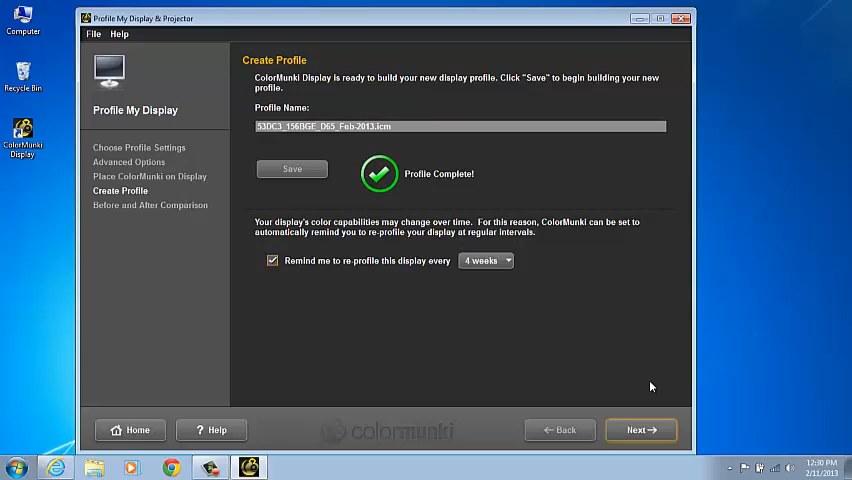 Computer
Recycle Bin
ColorMunki
Display
Profile My Display & Projector
File
Help
Profile My Display
Choose Profile Settings
Advanced Options
Place ColorMunki on Display
Create Profile
Before and After Comparison
Create Profile
ColorMunki Display is ready to build your new display profile. Click "Save" to begin building your new
profile.
Profile Name:
53DC3_156BGE_D65_Feb-2013.icm
Save
Profile Complete!
Your display's color capabilities may change over time. For this reason, ColorMunki can be set to
automatically remind you to re-profile your display at regular intervals.
Remind me to re-profile this display every
4 weeks
Home
? Help
colormunki
← Back
Next →
12:30 PM
2/11/2013